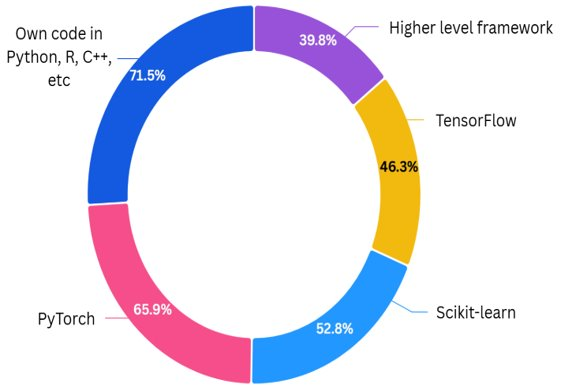 Own code in
Python, R, C++,
etc
71.5%
39.8%
Higher level framework
TensorFlow
46.3%
PyTorch
65.9%
52.8%
Scikit-learn